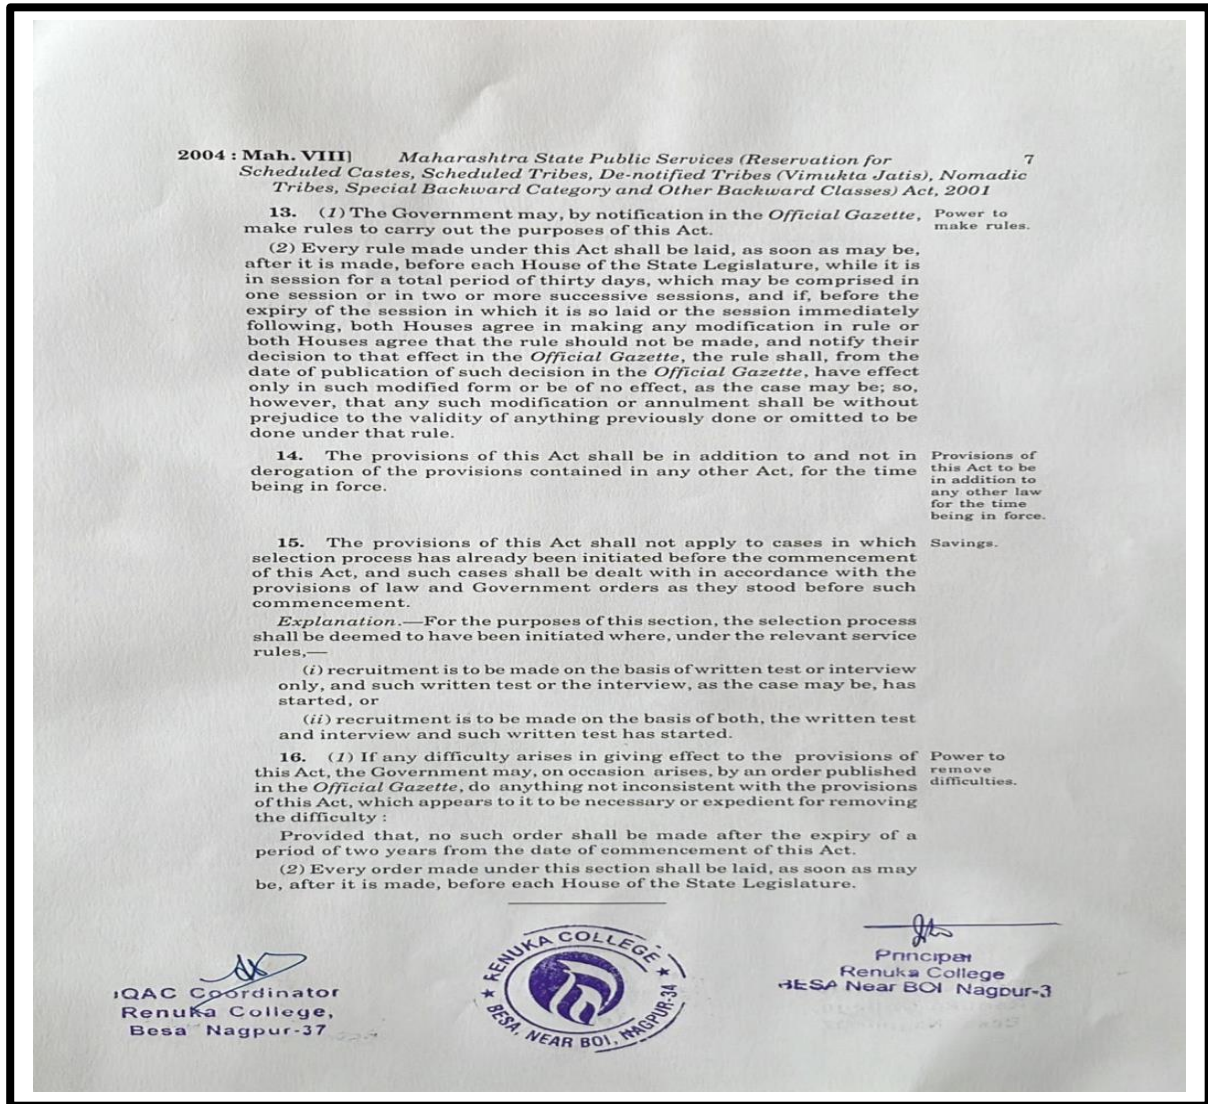 2004 : Mah. VIII] Maharashtra State Public Services (Reservation for 7
Scheduled Castes, Scheduled Tribes, De-notified Tribes (Vimukta Jatis), Nomadic
Tribes, Special Backward Category and Other Backward Classes) Act, 2001
13. (1) The Government may, by notification in the Official Gazette,
make rules to carry out the purposes of this Act.
Power to
make rules.
(2) Every rule made under this Act shall be laid, as soon as may be,
after it is made, before each House of the State Legislature, while it is
in session for a total period of thirty days, which may be comprised in
one session or in two or more successive sessions, and if, before the
expiry of the session in which it is so laid or the session immediately
following, both Houses agree in making any modification in rule or
both Houses agree that the rule should not be made, and notify their
decision to that effect in the Official Gazette, the rule shall, from the
date of publication of such decision in the Official Gazette, have effect
only in such modified form or be of no effect, as the case may be; so,
however, that any such modification or annulment shall be without
prejudice to the validity of anything previously done or omitted to be
done under that rule.
14. The provisions of this Act shall be in addition to and not in
derogation of the provisions contained in any other Act, for the time
being in force.
Provisions of
this Act to be
in addition to
any other law
for the time
being in force.
15. The provisions of this Act shall not apply to cases in which
selection process has already been initiated before the commencement
of this Act, and such cases shall be dealt with in accordance with the
provisions of law and Government orders as they stood before such
commencement.
Savings.
Explanation.—For the purposes of this section, the selection process
shall be deemed to have been initiated where, under the relevant service
rules,—
(i) recruitment is to be made on the basis of written test or interview
only, and such written test or the interview, as the case may be, has
started, or
(ii) recruitment is to be made on the basis of both, the written test
and interview and such written test has started.
16. (1) If any difficulty arises in giving effect to the provisions of
this Act, the Government may, on occasion arises, by an order published
in the Official Gazette, do anything not inconsistent with the provisions
of this Act, which appears to it to be necessary or expedient for removing
the difficulty :
Power to
remove
difficulties.
Provided that, no such order shall be made after the expiry of a
period of two years from the date of commencement of this Act.
(2) Every order made under this section shall be laid, as soon as may
be, after it is made, before each House of the State Legislature.
IQAC Coordinator
Renuka College,
Besa Nagpur-37
RENUKA COLLEGE
BESA, NEAR BOI, NAGPUR-34
Principal
Renuka College
BESA Near BOI Nagpur-3